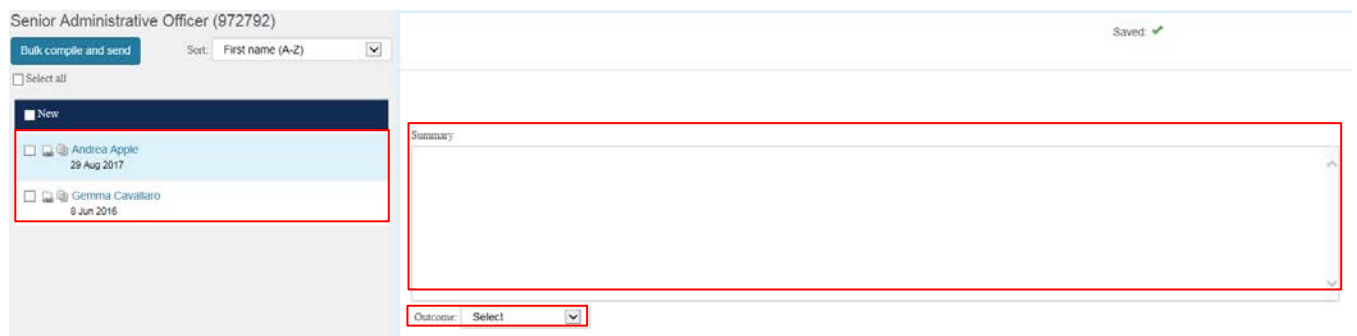 Senior Administrative Officer (972792)
Bulk compile and send
Sort: First name (A-Z)
Select all
New
Andrea Apple
29 Aug 2017
Gemma Cavallaro
8 Jun 2016
Saved:
Summary
Outcome: Select